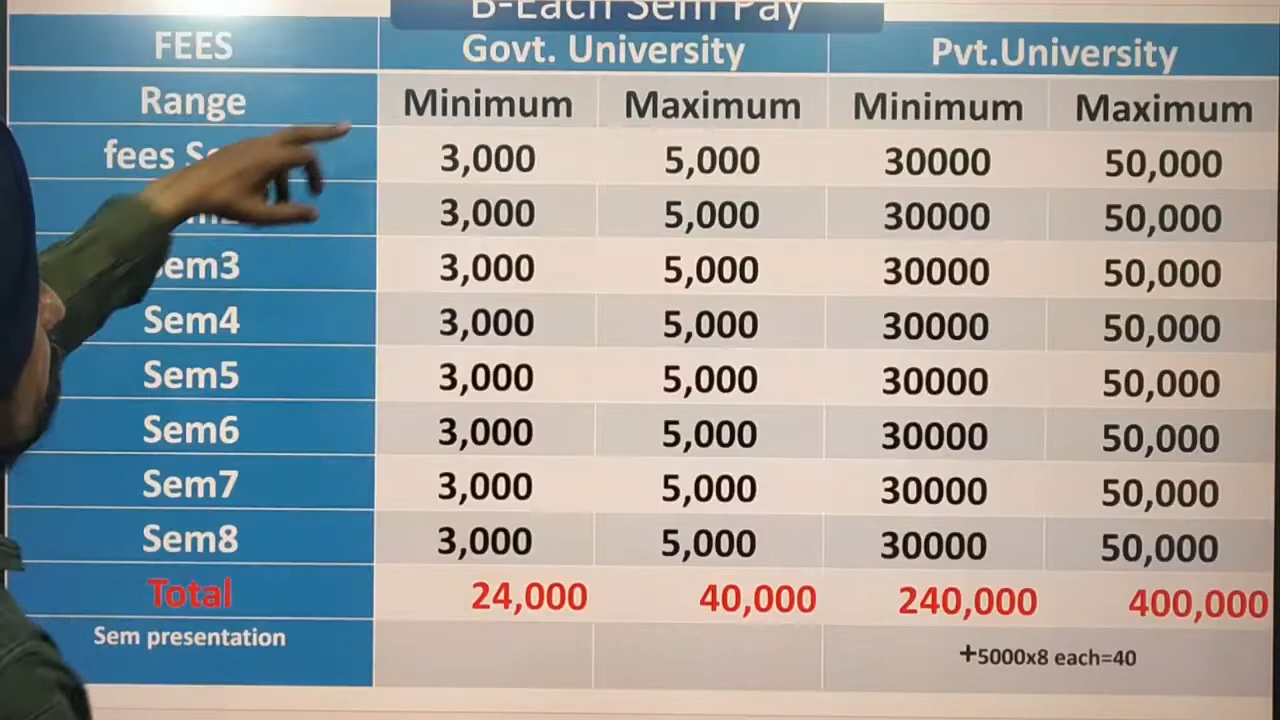 B-Each Sem Pay
FEES Govt. University Pvt.University
Range Minimum Maximum Minimum Maximum
fees 3,000 5,000 30000 50,000
3,000 5,000 30000 50,000
Sem3 3,000 5,000 30000 50,000
Sem4 3,000 5,000 30000 50,000
Sem5 3,000 5,000 30000 50,000
Sem6 3,000 5,000 30000 50,000
Sem7 3,000 5,000 30000 50,000
Sem8 3,000 5,000 30000 50,000
Total 24,000 40,000 240,000 400,000
Sem presentation +5000x8 each=40